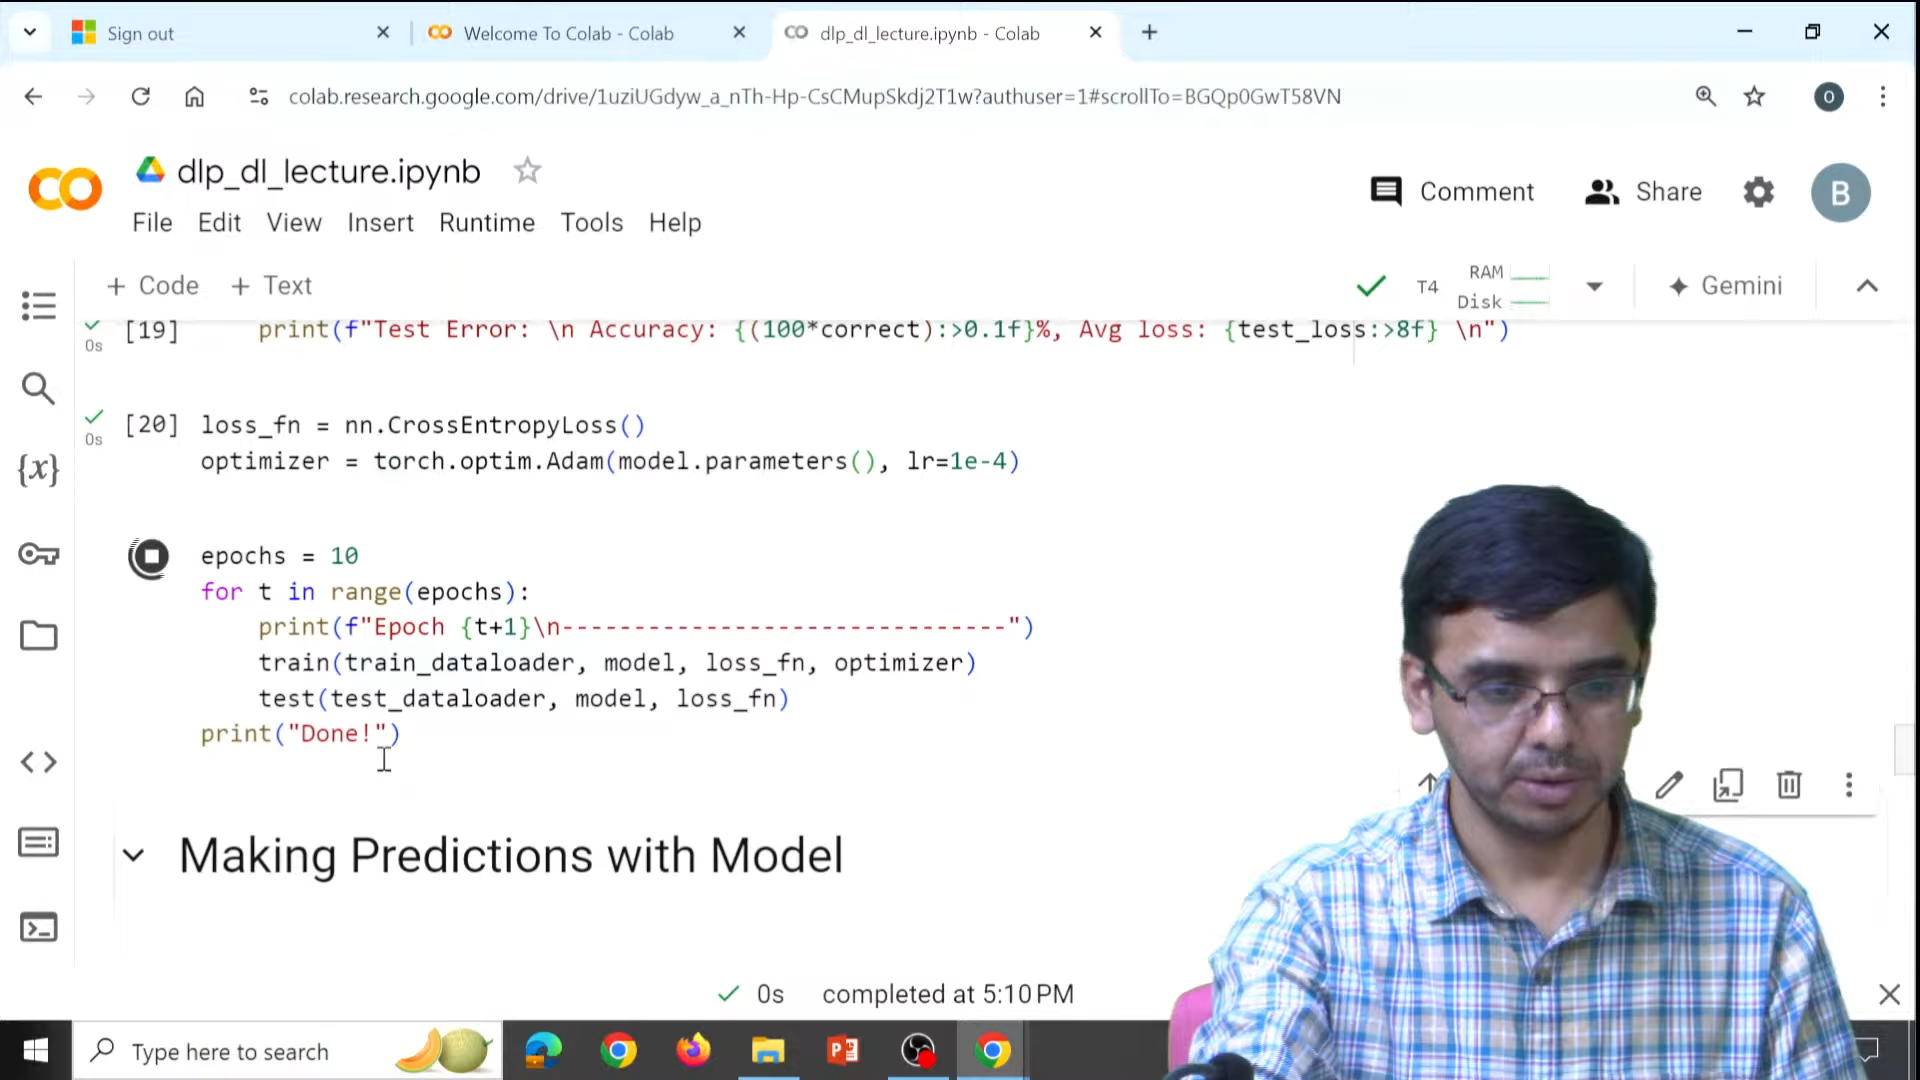 Sign out
Welcome To Colab - Colab
dlp_dl_lecture.ipynb - Colab
colab.research.google.com/drive/1uziUGdyw_a_nTh-Hp-CsCMupSkdj2T1w?authuser=1#scrollTo=BGQp0GwT58VN
O
dlp_dl_lecture.ipynb
Comment
Share
B
File Edit View Insert Runtime Tools Help
+ Code + Text
T4
RAM
Disk
Gemini
[19] print(f"Test Error: \n Accuracy: {(100*correct):>0.1f}%, Avg loss: {test_loss:>8f} \n")
0s
[20] loss_fn = nn.CrossEntropyLoss()
0s
optimizer = torch.optim.Adam(model.parameters(), lr=1e-4)
epochs = 10
for t in range(epochs):
print(f"Epoch {t+1}\n-------------------------------")
train(train_dataloader, model, loss_fn, optimizer)
test(test_dataloader, model, loss_fn)
print("Done!")
Making Predictions with Model
0s completed at 5:10 PM
Type here to search